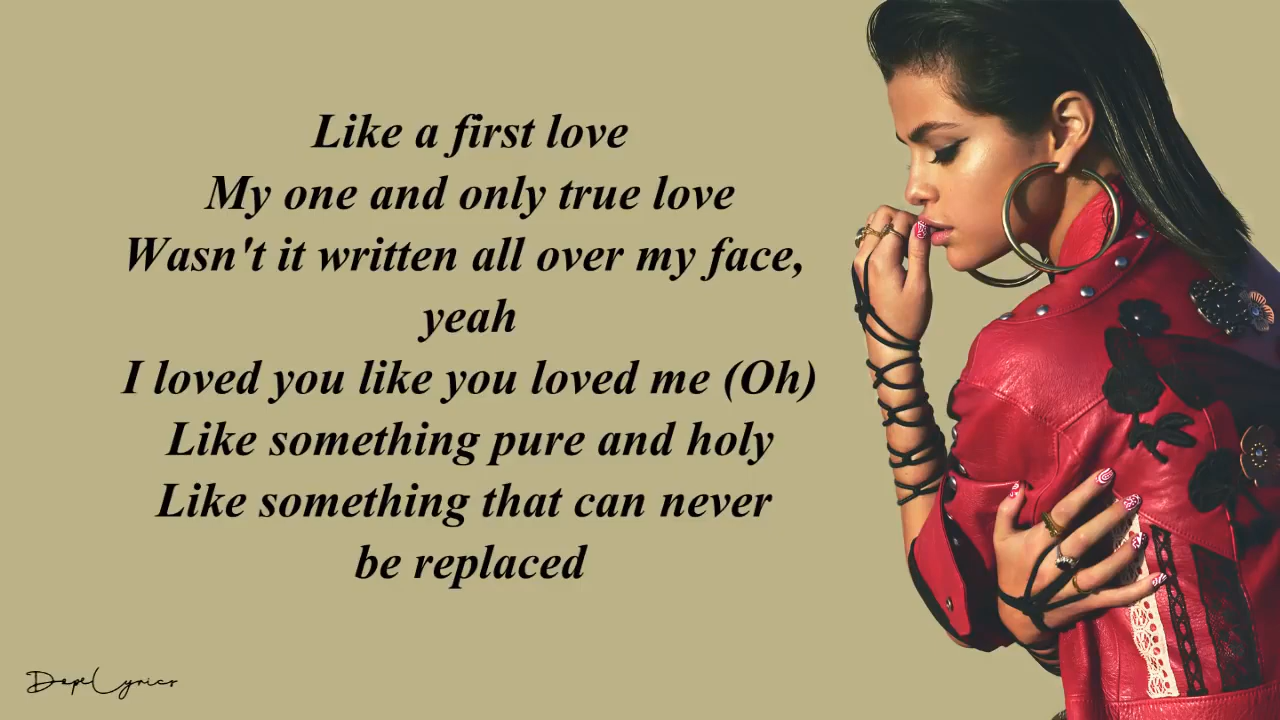 Like a first love
My one and only true love
Wasn't it written all over my face,
yeah
I loved you like you loved me (Oh)
Like something pure and holy
Like something that can never
be replaced
DopeLyrics